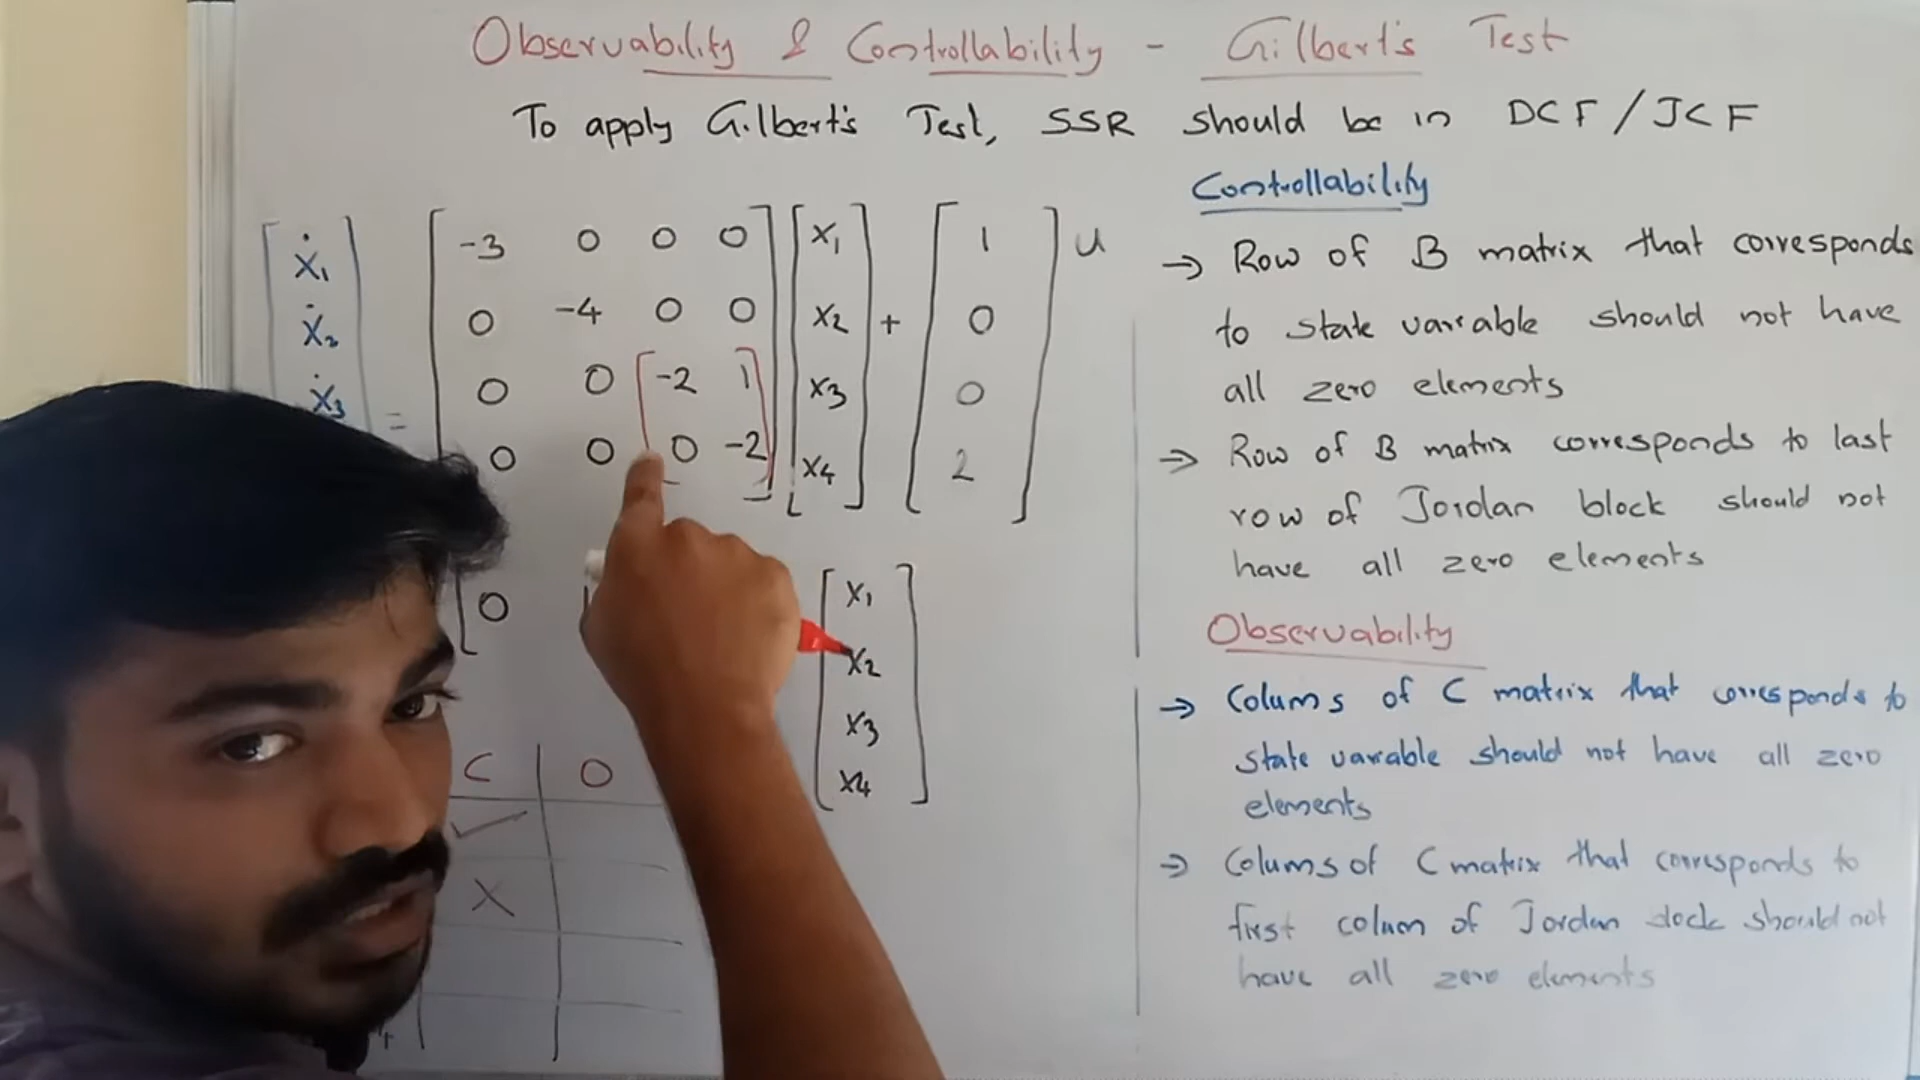 Observability & Controllability - Gilbert's Test
To apply Gilbert's Test, SSR should be in DCF / JCF
ẋ₁ -3 0 0 0 x₁ 1 u
ẋ₂ 0 -4 0 0 x₂ + 0
ẋ₃ = 0 0 -2 1 x₃ 0
0 0 0 -2 x₄ 2
0 x₁
x₂
x₃
x₄
C O
✓
X
Controllability
→ Row of B matrix that corresponds
to state variable should not have
all zero elements
→ Row of B matrix corresponds to last
row of Jordan block should not
have all zero elements
Observability
→ Colums of C matrix that corresponds to
state variable should not have all zero
elements
→ Colums of C matrix that corresponds to
first column of Jordan block should not
have all zero elements